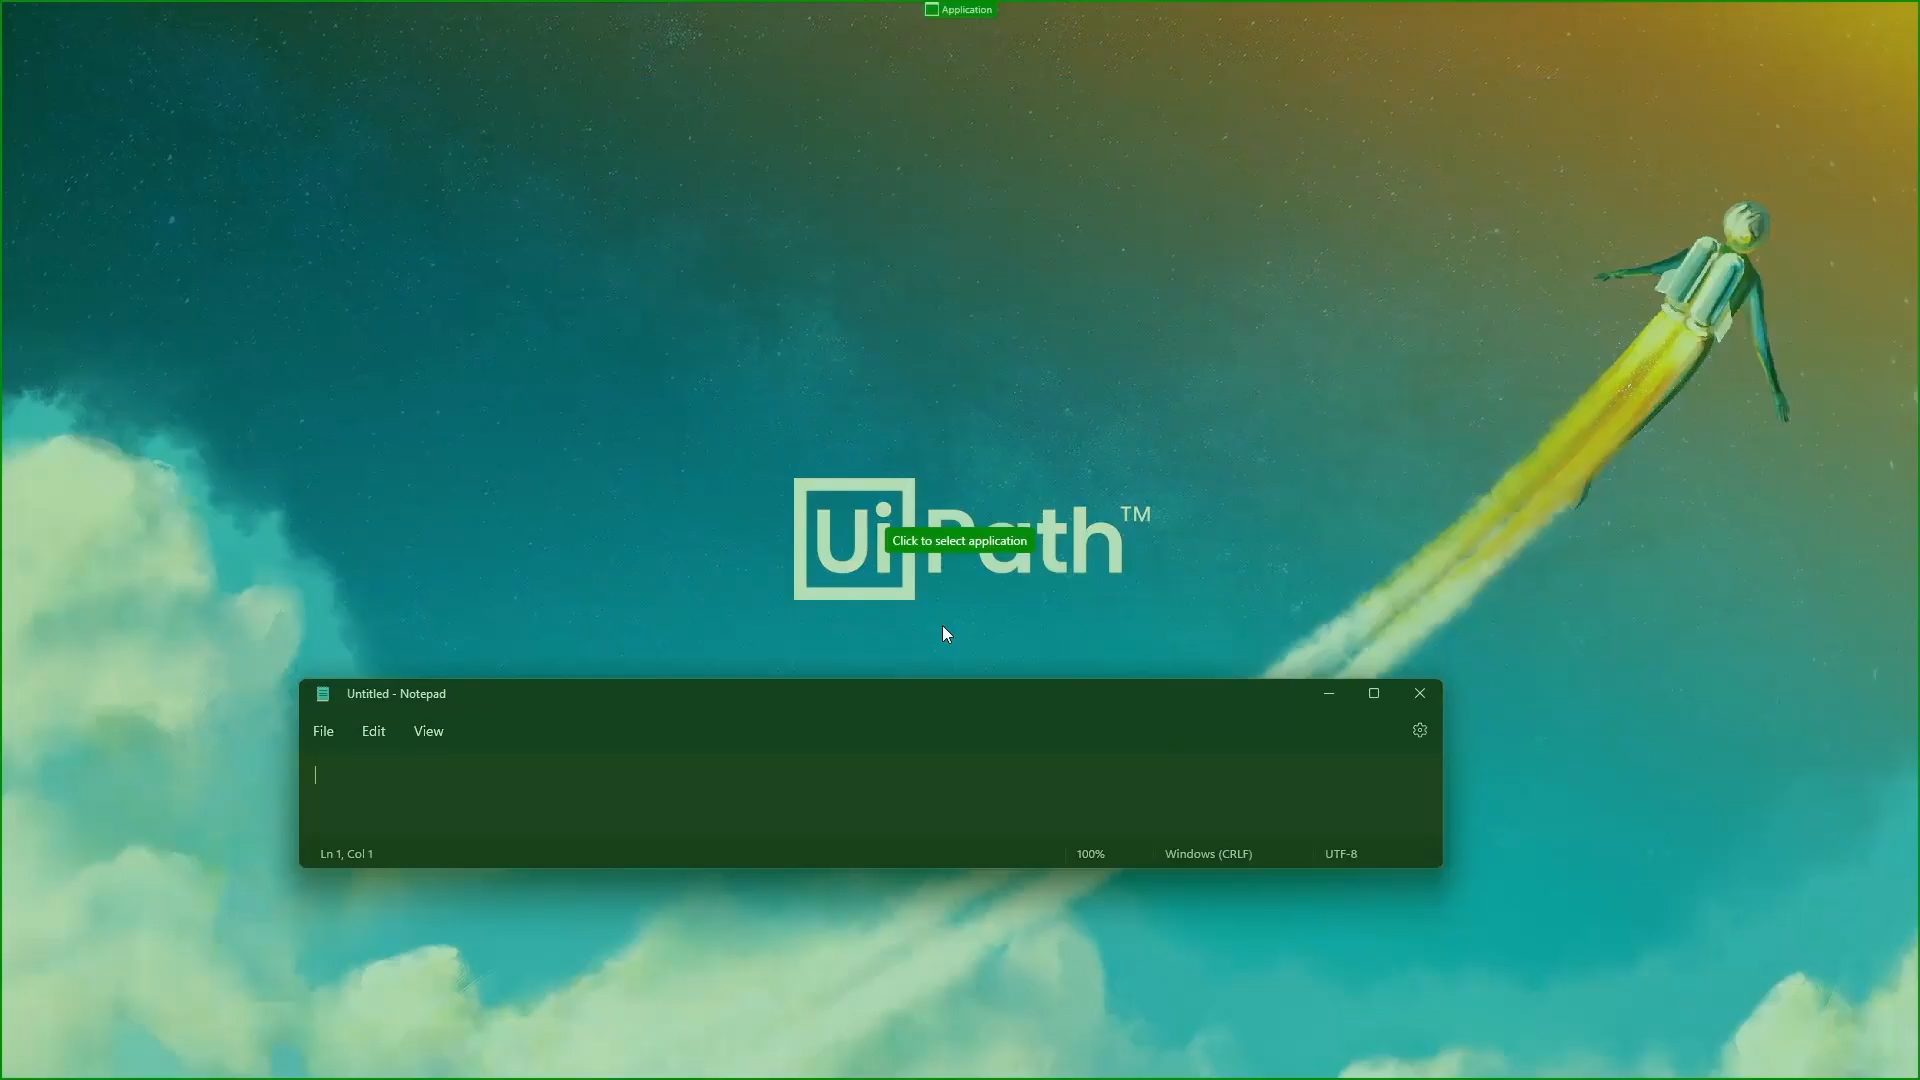 Application
UiPath™
Click to select application
Untitled - Notepad
File Edit View
Ln 1, Col 1 100% Windows (CRLF) UTF-8